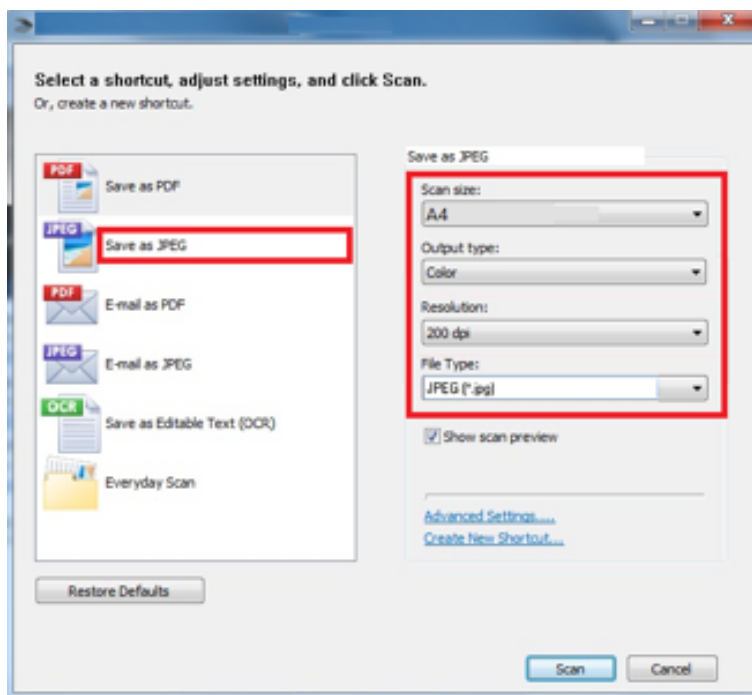 Select a shortcut, adjust settings, and click Scan.
Or, create a new shortcut.
PDF
Save as PDF
JPEG
Save as JPEG
PDF
E-mail as PDF
JPEG
E-mail as JPEG
OCR
Save as Editable Text (OCR)
Everyday Scan
Restore Defaults
Save as JPEG
Scan size:
A4
Output type:
Color
Resolution:
200 dpi
File Type:
JPEG (*.jpg)
Show scan preview
Advanced Settings....
Create New Shortcut...
Scan
Cancel